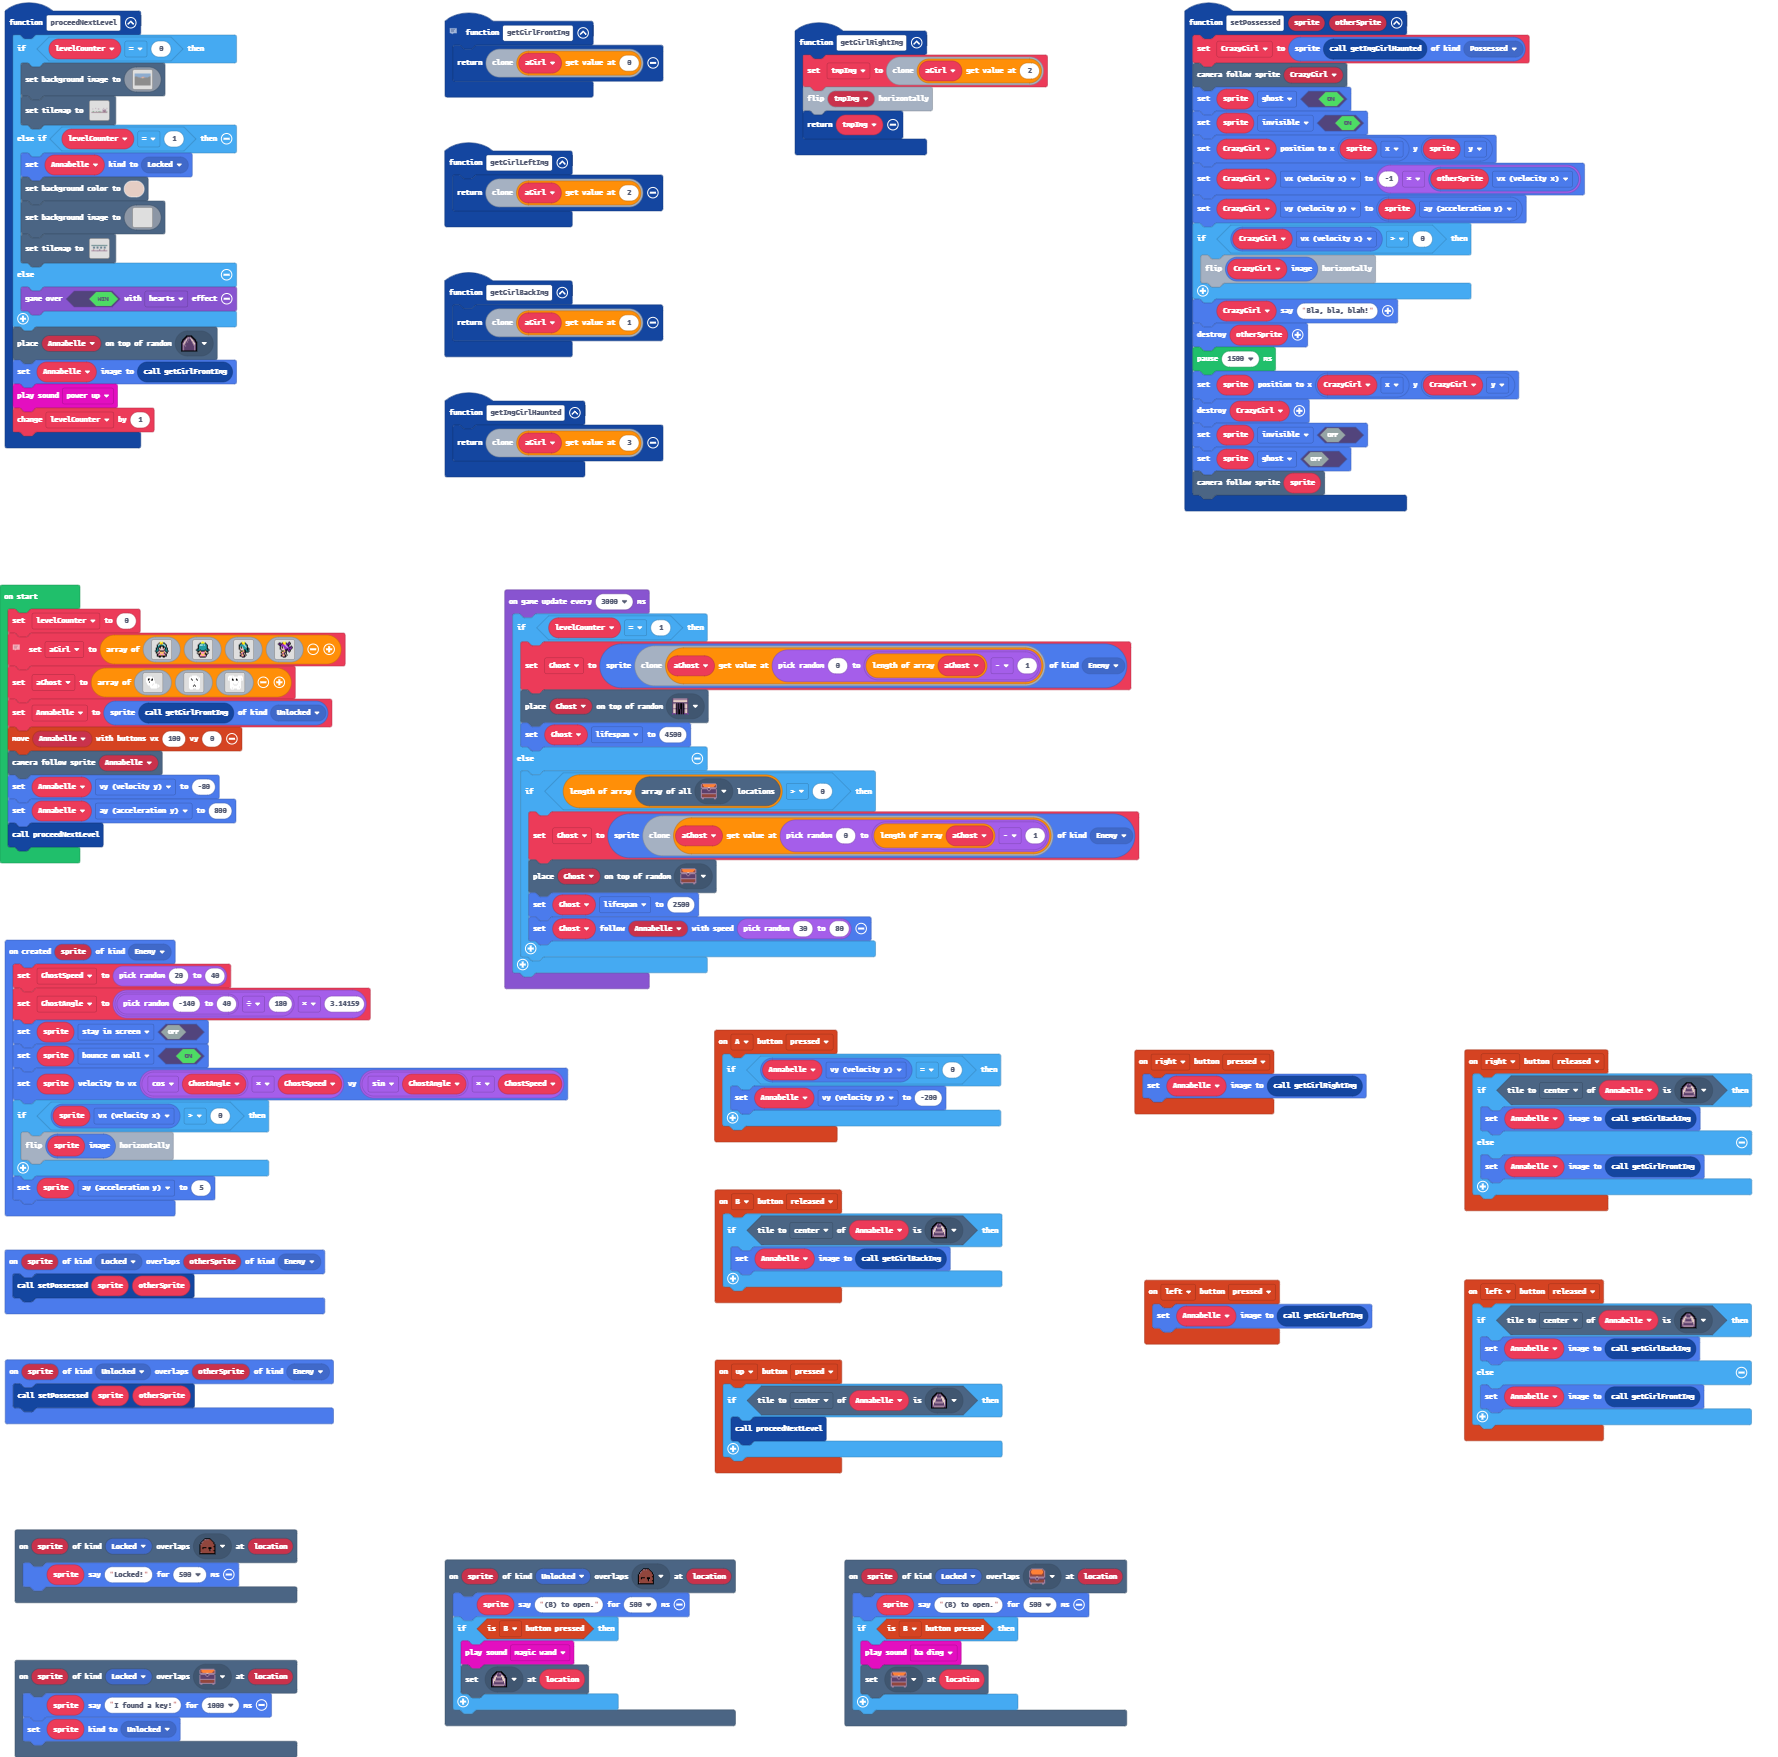 function proceedNextLevel
if levelCounter = 0 then
set background image to
set tilemap to
else if levelCounter = 1 then
set Annabelle kind to Locked
set background color to
set background image to
set tilemap to
else
game over WIN with hearts effect
place Annabelle on top of random
set Annabelle image to call getGirlFrontImg
play sound power up
change levelCounter by 1
function getGirlFrontImg
return clone aGirl get value at 0
function getGirlLeftImg
return clone aGirl get value at 2
function getGirlBackImg
return clone aGirl get value at 1
function getImgGirlHaunted
return clone aGirl get value at 3
function getGirlRightImg
set tmpImg to clone aGirl get value at 2
flip tmpImg horizontally
return tmpImg
function setPossessed sprite otherSprite
set CrazyGirl to sprite call getImgGirlHaunted of kind Possessed
camera follow sprite CrazyGirl
set sprite ghost ON
set sprite invisible ON
set CrazyGirl position to x sprite x y sprite y
set CrazyGirl vx (velocity x) to -1 × otherSprite vx (velocity x)
set CrazyGirl vy (velocity y) to sprite ay (acceleration y)
if CrazyGirl vx (velocity x) > 0 then
flip CrazyGirl image horizontally
CrazyGirl say "Bla, bla, blah!"
destroy otherSprite
pause 1500 ms
set sprite position to x CrazyGirl x y CrazyGirl y
destroy CrazyGirl
set sprite invisible OFF
set sprite ghost OFF
camera follow sprite sprite
on start
set levelCounter to 0
set aGirl to array of
set aGhost to array of
set Annabelle to sprite call getGirlFrontImg of kind Unlocked
move Annabelle with buttons vx 100 vy 0
camera follow sprite Annabelle
set Annabelle vy (velocity y) to -80
set Annabelle ay (acceleration y) to 800
call proceedNextLevel
on game update every 3000 ms
if levelCounter = 1 then
set Ghost to sprite clone aGhost get value at pick random 0 to length of array aGhost - 1 of kind Enemy
place Ghost on top of random
set Ghost lifespan to 4500
else
if length of array array of all locations > 0 then
set Ghost to sprite clone aGhost get value at pick random 0 to length of array aGhost - 1 of kind Enemy
place Ghost on top of random
set Ghost lifespan to 2500
set Ghost follow Annabelle with speed pick random 30 to 80
on created sprite of kind Enemy
set GhostSpeed to pick random 20 to 40
set GhostAngle to pick random -140 to 40 ÷ 180 × 3.14159
set sprite stay in screen OFF
set sprite bounce on wall ON
set sprite velocity to vx cos GhostAngle × GhostSpeed vy sin GhostAngle × GhostSpeed
if sprite vx (velocity x) > 0 then
flip sprite image horizontally
set sprite ay (acceleration y) to 5
on sprite of kind Locked overlaps otherSprite of kind Enemy
call setPossessed sprite otherSprite
on sprite of kind Unlocked overlaps otherSprite of kind Enemy
call setPossessed sprite otherSprite
on A button pressed
if Annabelle vy (velocity y) = 0 then
set Annabelle vy (velocity y) to -200
on B button released
if tile to center of Annabelle is then
set Annabelle image to call getGirlBackImg
on up button pressed
if tile to center of Annabelle is then
call proceedNextLevel
on right button pressed
set Annabelle image to call getGirlRightImg
on left button pressed
set Annabelle image to call getGirlLeftImg
on right button released
if tile to center of Annabelle is then
set Annabelle image to call getGirlBackImg
else
set Annabelle image to call getGirlFrontImg
on left button released
if tile to center of Annabelle is then
set Annabelle image to call getGirlBackImg
else
set Annabelle image to call getGirlFrontImg
on sprite of kind Locked overlaps at location
sprite say "Locked!" for 500 ms
on sprite of kind Locked overlaps at location
sprite say "I found a key!" for 1000 ms
set sprite kind to Unlocked
on sprite of kind Unlocked overlaps at location
sprite say "(B) to open." for 500 ms
if is B button pressed then
play sound magic wand
set at location
on sprite of kind Locked overlaps at location
sprite say "(B) to open." for 500 ms
if is B button pressed then
play sound ba ding
set at location